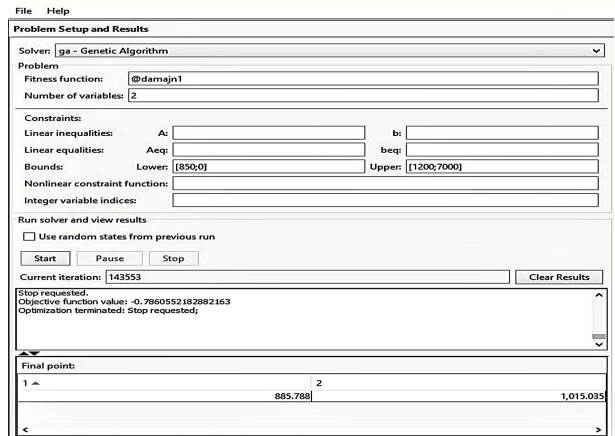 File Help
Problem Setup and Results
Solver: ga - Genetic Algorithm
Problem
Fitness function: @damajn1
Number of variables: 2
Constraints:
Linear inequalities: A: b:
Linear equalities: Aeq: beq:
Bounds: Lower: [850;0] Upper: [1200;7000]
Nonlinear constraint function:
Integer variable indices:
Run solver and view results
Use random states from previous run
Start Pause Stop
Current iteration: 143553 Clear Results
Stop requested.
Objective function value: -0.7860552182882163
Optimization terminated: Stop requested;
Final point:
1 2
885.788 1,015.035